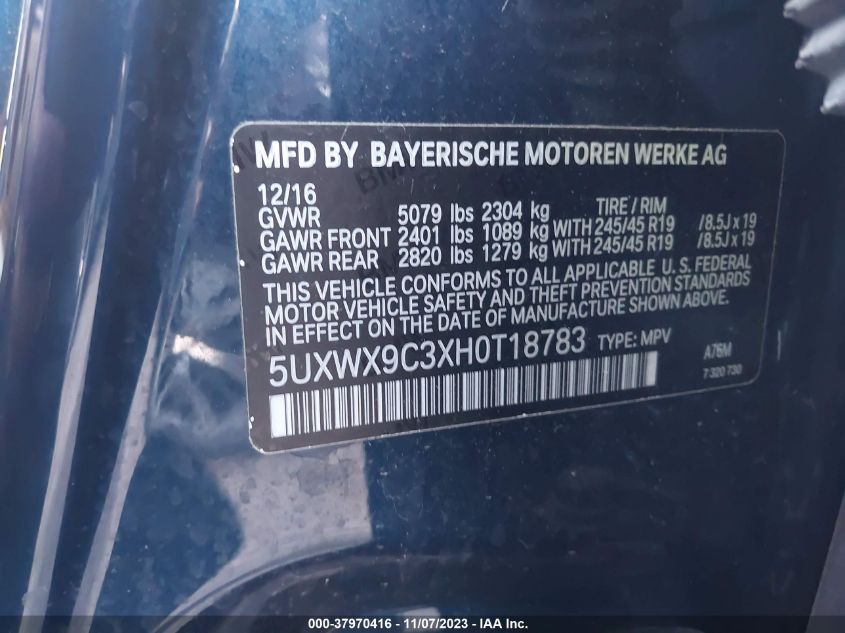 MFD BY BAYERISCHE MOTOREN WERKE AG
12/16 TIRE / RIM
GVWR 5079 lbs 2304 kg
GAWR FRONT 2401 lbs 1089 kg WITH 245/45 R19 /8.5J x 19
GAWR REAR 2820 lbs 1279 kg WITH 245/45 R19 /8.5J x 19
THIS VEHICLE CONFORMS TO ALL APPLICABLE U.S. FEDERAL
MOTOR VEHICLE SAFETY AND THEFT PREVENTION STANDARDS
IN EFFECT ON THE DATE OF MANUFACTURE SHOWN ABOVE.
5UXWX9C3XH0T18783 TYPE: MPV A76M
7 320 730
000-37970416 - 11/07/2023 - IAA Inc.